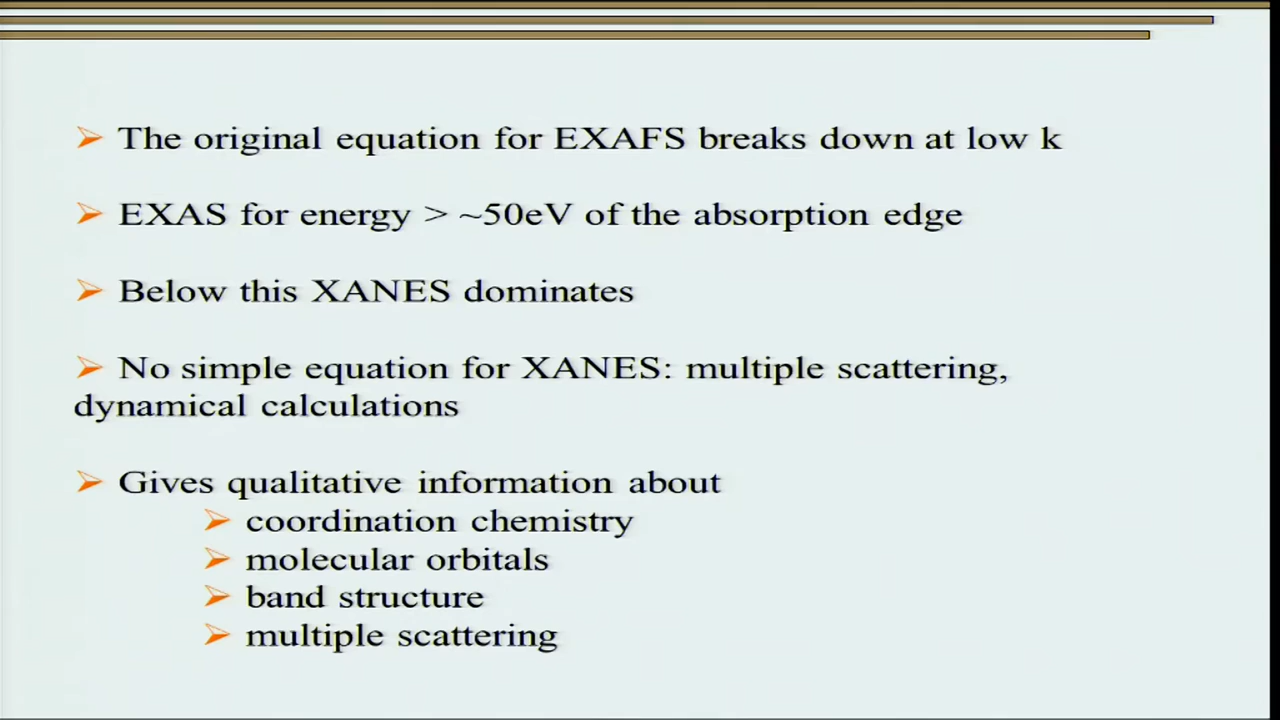 The original equation for EXAFS breaks down at low k
EXAS for energy > ~50eV of the absorption edge
Below this XANES dominates
No simple equation for XANES: multiple scattering,
dynamical calculations
Gives qualitative information about
coordination chemistry
molecular orbitals
band structure
multiple scattering